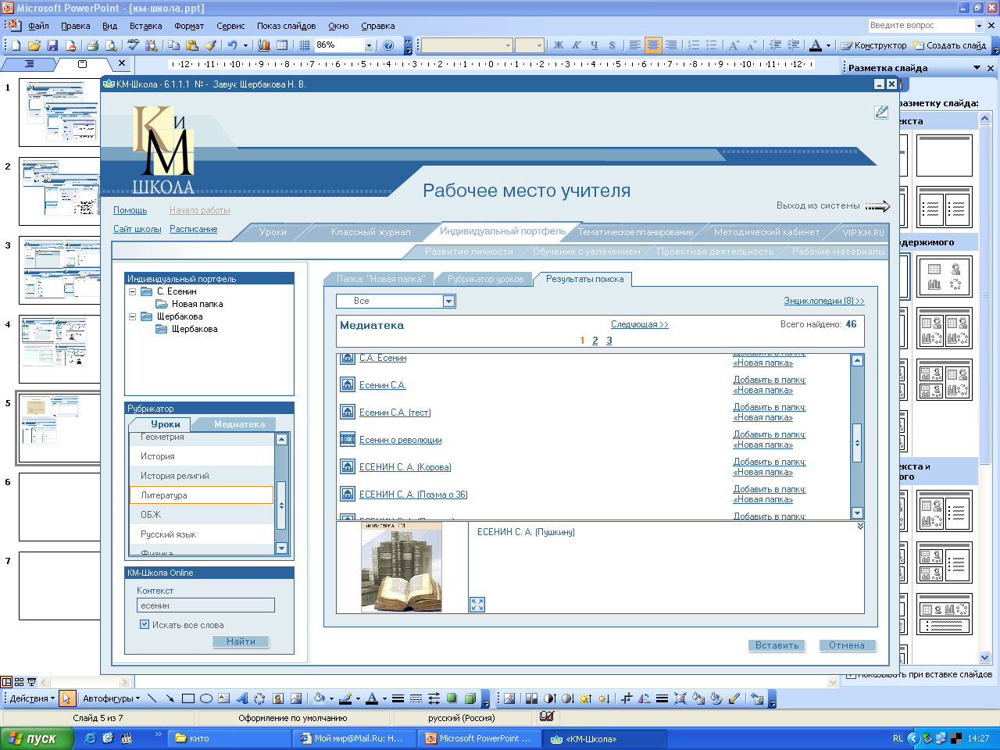 Microsoft PowerPoint - [км-школа.ppt]
Файл Правка Вид Вставка Формат Сервис Показ слайдов Окно Справка
Введите вопрос
86%
Конструктор Создать слайд
12 11 10 9 8 7 6 5 4 3 2 1 0 1 2 3 4 5 6 7 8 9 10 11 12
Разметка слайда
разметку слайда:
екста
одержимого
екста и
ого
Показывать при вставке слайдов
1
2
3
4
5
6
7
КМ-Школа - 6.1.1.1 № - Завуч: Щербакова Н. В.
К и М
ШКОЛА
Рабочее место учителя
Выход из системы
Помощь Начало работы
Сайт школы Расписание
Уроки Классный журнал Индивидуальный портфель Тематическое планирование Методический кабинет VIP.KM.RU
Развитие личности Обучение с увлечением Проектная деятельность Рабочие материалы
Индивидуальный портфель
С. Есенин
Новая папка
Щербакова
Щербакова
Рубрикатор
Уроки Медиатека
Геометрия
История
История религий
Литература
ОБЖ
Русский язык
Физика
КМ-Школа Online
Контекст
есенин
Искать все слова
Найти
Папка: "Новая папка" Рубрикатор уроков Результаты поиска
Все
Энциклопедии (8) >>
Медиатека Следующая >> Всего найдено: 46
1 2 3
С.А. Есенин Добавить в папку:
«Новая папка»
Есенин С.А. Добавить в папку:
«Новая папка»
Есенин С.А. (тест) Добавить в папку:
«Новая папка»
Есенин о революции Добавить в папку:
«Новая папка»
ЕСЕНИН С. А. (Корова) Добавить в папку:
«Новая папка»
ЕСЕНИН С. А. (Поэма о 36) Добавить в папку:
«Новая папка»
Добавить в папку:
Библиотека КМ
ЕСЕНИН С. А. (Пушкину)
Вставить Отмена
Действия Автофигуры
Слайд 5 из 7 Оформление по умолчанию русский (Россия)
пуск кито Мой мир@Mail.Ru: Н... Microsoft PowerPoint ... «КМ-Школа» RL 14:27